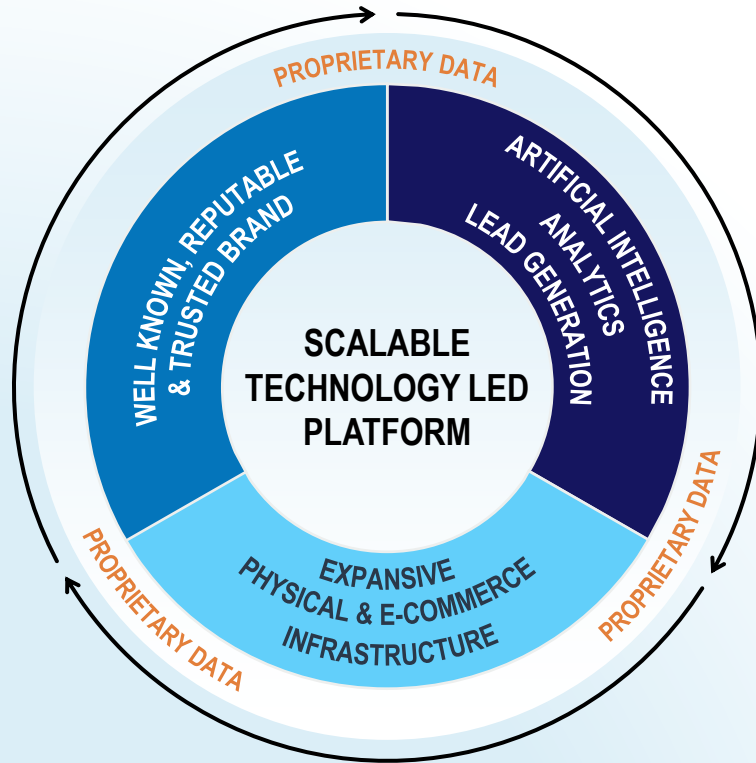 PROPRIETARY DATA
WELL KNOWN, REPUTABLE
& TRUSTED BRAND
ARTIFICIAL INTELLIGENCE
ANALYTICS
LEAD GENERATION
SCALABLE
TECHNOLOGY LED
PLATFORM
EXPANSIVE
PHYSICAL & E-COMMERCE
INFRASTRUCTURE
PROPRIETARY DATA
PROPRIETARY DATA